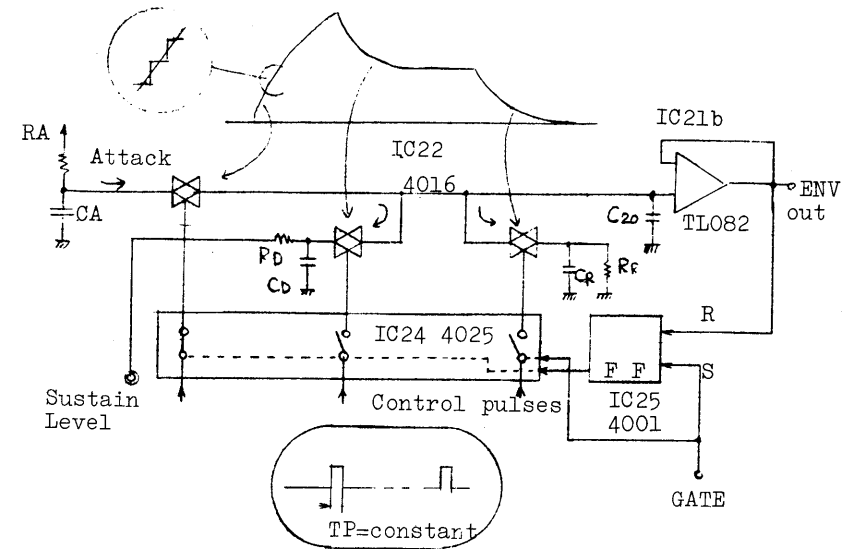 RA
Attack
CA
IC22
4016
IC21b
TL082
ENV
out
C20
RD
CD
CR
RR
IC24 4025
R
F F
S
IC25
4001
Sustain
Level
Control pulses
GATE
TP=constant